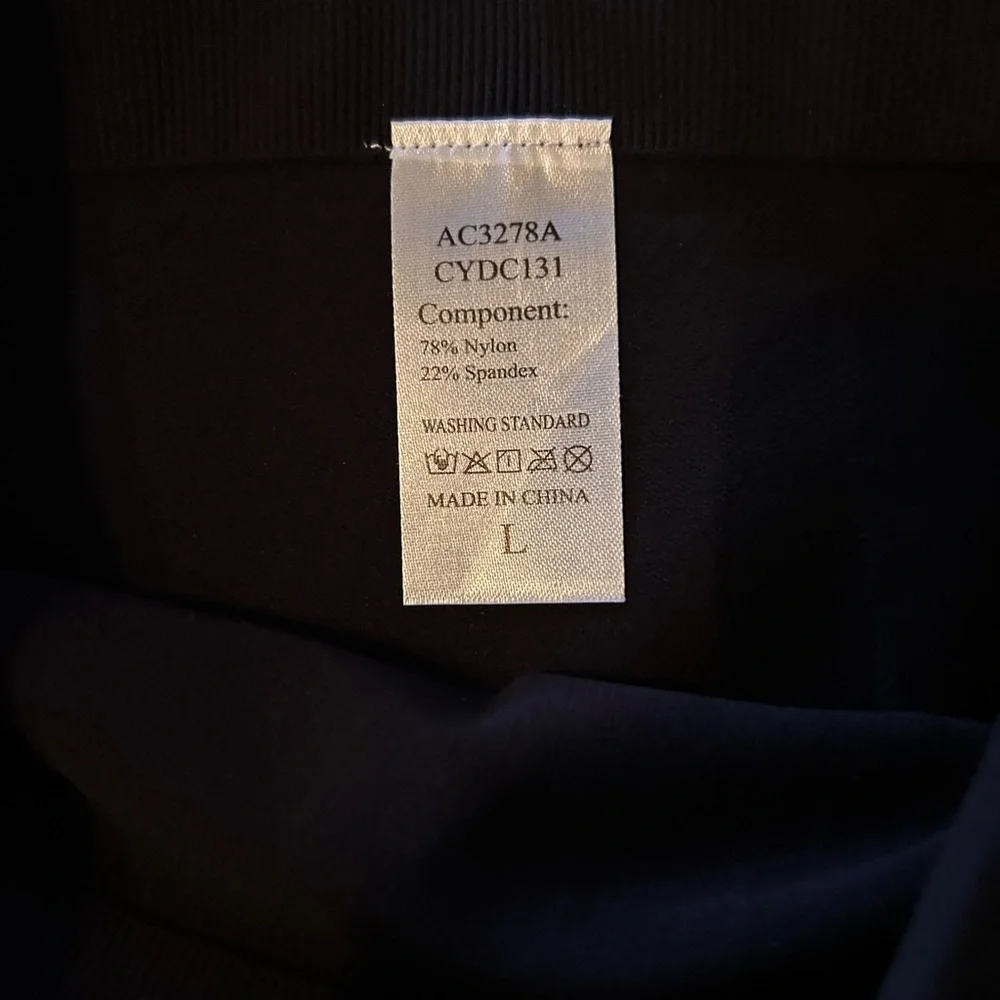 AC3278A
CYDC131
Component:
78% Nylon
22% Spandex
WASHING STANDARD
MADE IN CHINA
L